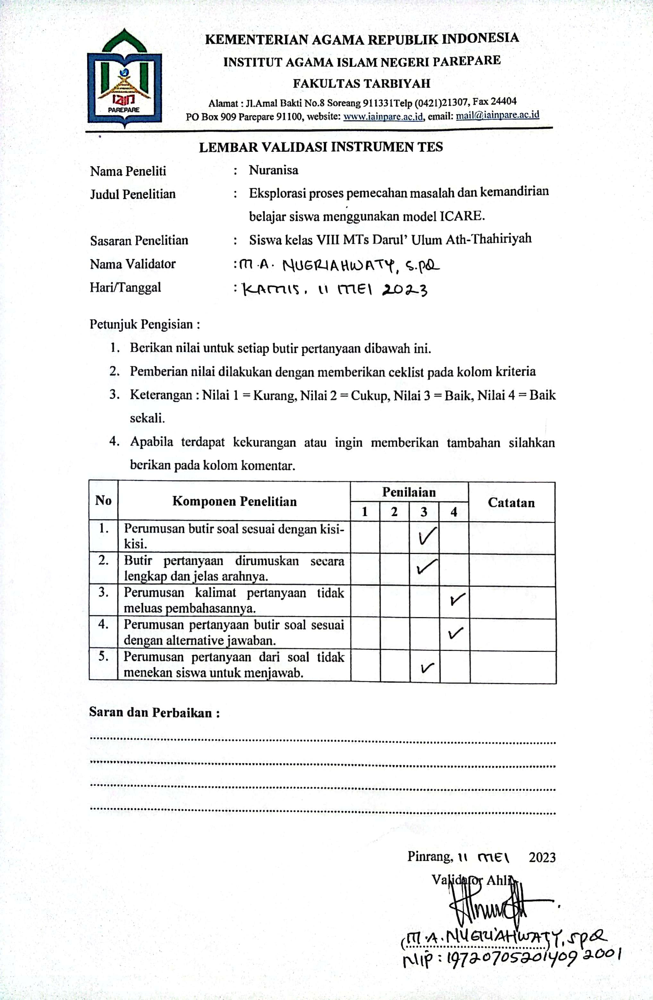 KEMENTERIAN AGAMA REPUBLIK INDONESIA
INSTITUT AGAMA ISLAM NEGERI PAREPARE
FAKULTAS TARBIYAH
Alamat : Jl.Amal Bakti No.8 Soreang 911331Telp (0421)21307, Fax 24404
PO Box 909 Parepare 91100, website: www.iainpare.ac.id, email: mail@iainpare.ac.id
iain
PAREPARE
LEMBAR VALIDASI INSTRUMEN TES
Nama Peneliti : Nuranisa
Judul Penelitian : Eksplorasi proses pemecahan masalah dan kemandirian
belajar siswa menggunakan model ICARE.
Sasaran Penelitian : Siswa kelas VIII MTs Darul' Ulum Ath-Thahiriyah
Nama Validator : M.A. NUGRIAHWATY, S.Pd
Hari/Tanggal : KAMIS, 11 MEI 2023
Petunjuk Pengisian :
1. Berikan nilai untuk setiap butir pertanyaan dibawah ini.
2. Pemberian nilai dilakukan dengan memberikan ceklist pada kolom kriteria
3. Keterangan : Nilai 1 = Kurang, Nilai 2 = Cukup, Nilai 3 = Baik, Nilai 4 = Baik
sekali.
4. Apabila terdapat kekurangan atau ingin memberikan tambahan silahkan
berikan pada kolom komentar.
No Komponen Penelitian Penilaian Catatan
1 2 3 4
1. Perumusan butir soal sesuai dengan kisi-
kisi. ✓
2. Butir pertanyaan dirumuskan secara
lengkap dan jelas arahnya. ✓
3. Perumusan kalimat pertanyaan tidak
meluas pembahasannya. ✓
4. Perumusan pertanyaan butir soal sesuai
dengan alternative jawaban. ✓
5. Perumusan pertanyaan dari soal tidak
menekan siswa untuk menjawab. ✓
Saran dan Perbaikan :
Pinrang, 11 MEI 2023
Validator Ahli
(M.A. NUGRIAHWATY, SPd
Nip : 197207052014092001